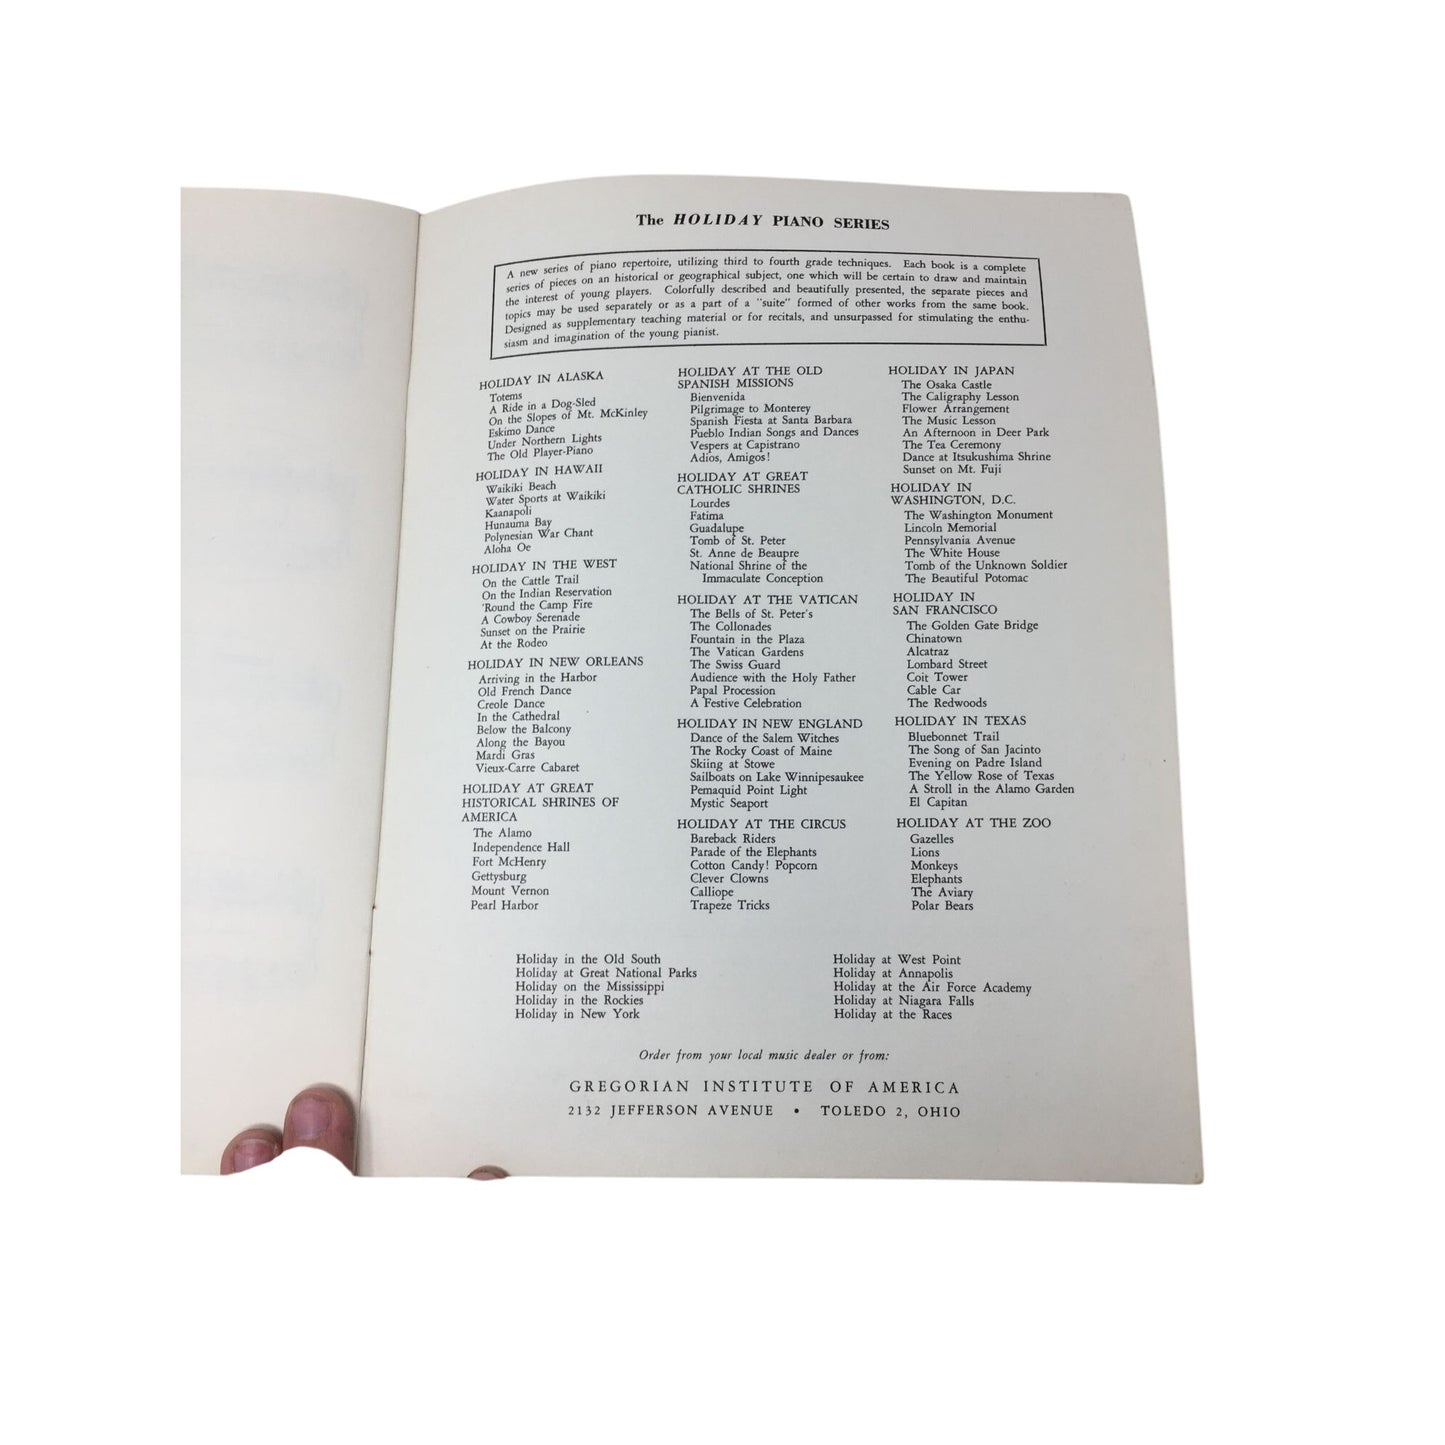 The HOLIDAY PIANO SERIES
A new series of piano repertoire, utilizing third to fourth grade techniques. Each book is a complete
series of pieces on an historical or geographical subject, one which will be certain to draw and maintain
the interest of young players. Colorfully described and beautifully presented, the separate pieces and
topics may be used separately or as a part of a "suite" formed of other works from the same book.
Designed as supplementary teaching material or for recitals, and unsurpassed for stimulating the enthu-
siasm and imagination of the young pianist.
HOLIDAY IN ALASKA
Totems
A Ride in a Dog-Sled
On the Slopes of Mt. McKinley
Eskimo Dance
Under Northern Lights
The Old Player-Piano
HOLIDAY IN HAWAII
Waikiki Beach
Water Sports at Waikiki
Kaanapoli
Hunauma Bay
Polynesian War Chant
Aloha Oe
HOLIDAY IN THE WEST
On the Cattle Trail
On the Indian Reservation
'Round the Camp Fire
A Cowboy Serenade
Sunset on the Prairie
At the Rodeo
HOLIDAY IN NEW ORLEANS
Arriving in the Harbor
Old French Dance
Creole Dance
In the Cathedral
Below the Balcony
Along the Bayou
Mardi Gras
Vieux-Carre Cabaret
HOLIDAY AT GREAT
HISTORICAL SHRINES OF
AMERICA
The Alamo
Independence Hall
Fort McHenry
Gettysburg
Mount Vernon
Pearl Harbor
HOLIDAY AT THE OLD
SPANISH MISSIONS
Bienvenida
Pilgrimage to Monterey
Spanish Fiesta at Santa Barbara
Pueblo Indian Songs and Dances
Vespers at Capistrano
Adios, Amigos!
HOLIDAY AT GREAT
CATHOLIC SHRINES
Lourdes
Fatima
Guadalupe
Tomb of St. Peter
St. Anne de Beaupre
National Shrine of the
Immaculate Conception
HOLIDAY AT THE VATICAN
The Bells of St. Peter's
The Collonades
Fountain in the Plaza
The Vatican Gardens
The Swiss Guard
Audience with the Holy Father
Papal Procession
A Festive Celebration
HOLIDAY IN NEW ENGLAND
Dance of the Salem Witches
The Rocky Coast of Maine
Skiing at Stowe
Sailboats on Lake Winnipesaukee
Pemaquid Point Light
Mystic Seaport
HOLIDAY AT THE CIRCUS
Bareback Riders
Parade of the Elephants
Cotton Candy! Popcorn
Clever Clowns
Calliope
Trapeze Tricks
HOLIDAY IN JAPAN
The Osaka Castle
The Caligraphy Lesson
Flower Arrangement
The Music Lesson
An Afternoon in Deer Park
The Tea Ceremony
Dance at Itsukushima Shrine
Sunset on Mt. Fuji
HOLIDAY IN
WASHINGTON, D.C.
The Washington Monument
Lincoln Memorial
Pennsylvania Avenue
The White House
Tomb of the Unknown Soldier
The Beautiful Potomac
HOLIDAY IN
SAN FRANCISCO
The Golden Gate Bridge
Chinatown
Alcatraz
Lombard Street
Coit Tower
Cable Car
The Redwoods
HOLIDAY IN TEXAS
Bluebonnet Trail
The Song of San Jacinto
Evening on Padre Island
The Yellow Rose of Texas
A Stroll in the Alamo Garden
El Capitan
HOLIDAY AT THE ZOO
Gazelles
Lions
Monkeys
Elephants
The Aviary
Polar Bears
Holiday in the Old South
Holiday at Great National Parks
Holiday on the Mississippi
Holiday in the Rockies
Holiday in New York
Holiday at West Point
Holiday at Annapolis
Holiday at the Air Force Academy
Holiday at Niagara Falls
Holiday at the Races
Order from your local music dealer or from:
GREGORIAN INSTITUTE OF AMERICA
2132 JEFFERSON AVENUE • TOLEDO 2, OHIO